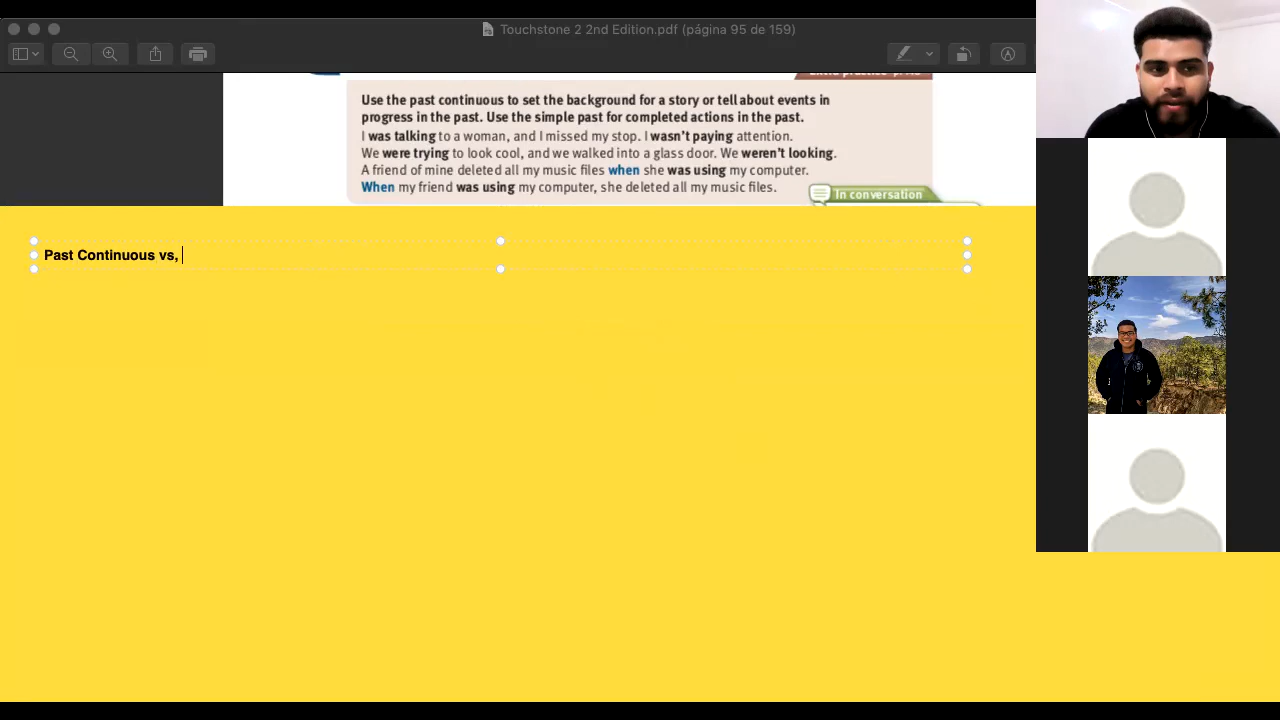 Touchstone 2 2nd Edition.pdf (página 95 de 159)
Use the past continuous to set the background for a story or tell about events in
progress in the past. Use the simple past for completed actions in the past.
I was talking to a woman, and I missed my stop. I wasn't paying attention.
We were trying to look cool, and we walked into a glass door. We weren't looking.
A friend of mine deleted all my music files when she was using my computer.
When my friend was using my computer, she deleted all my music files.
In conversation
Past Continuous vs,